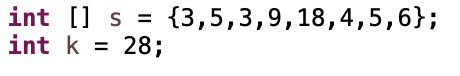 int [] s = {3,5,3,9,18,4,5,6};
int k = 28;